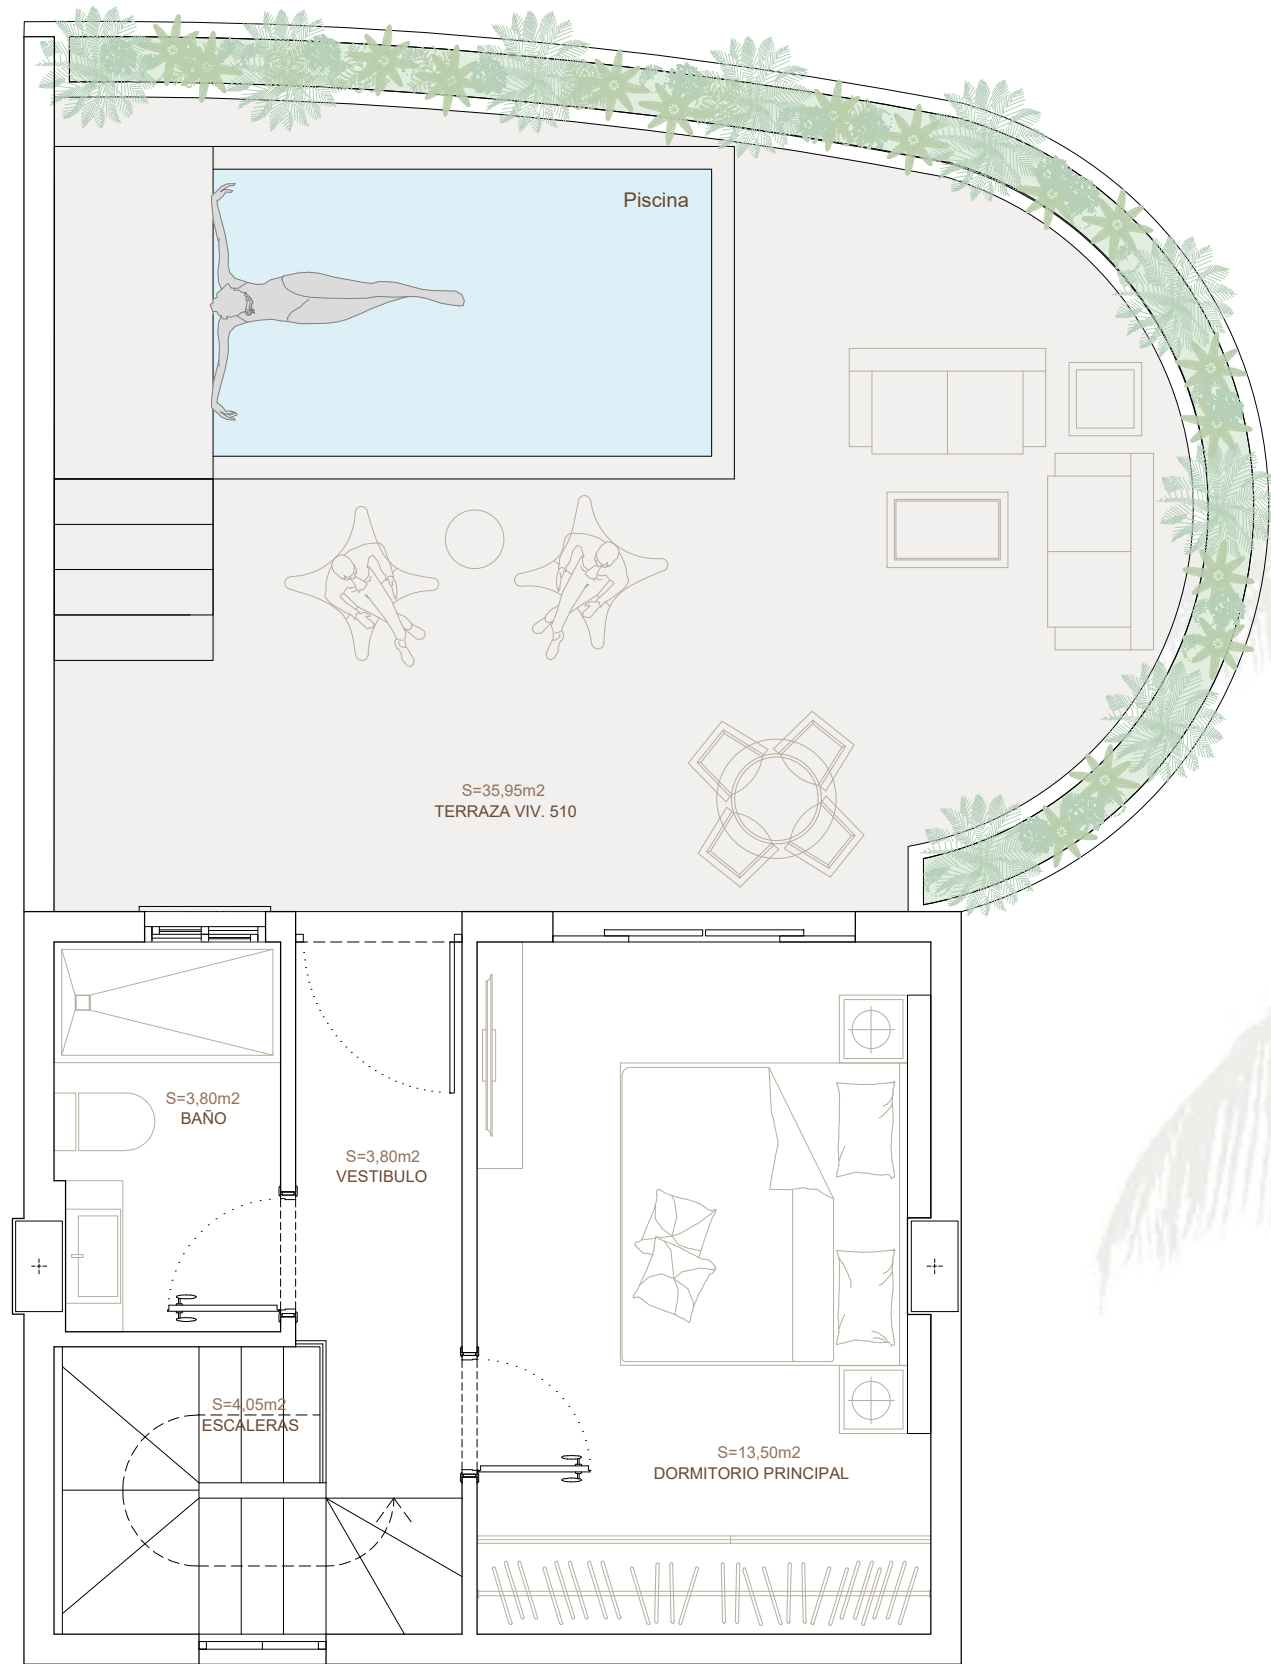 Piscina
S=35,95m2
TERRAZA VIV. 510
S=3,80m2
BAÑO
S=3,80m2
VESTIBULO
S=4,05m2
ESCALERAS
S=13,50m2
DORMITORIO PRINCIPAL